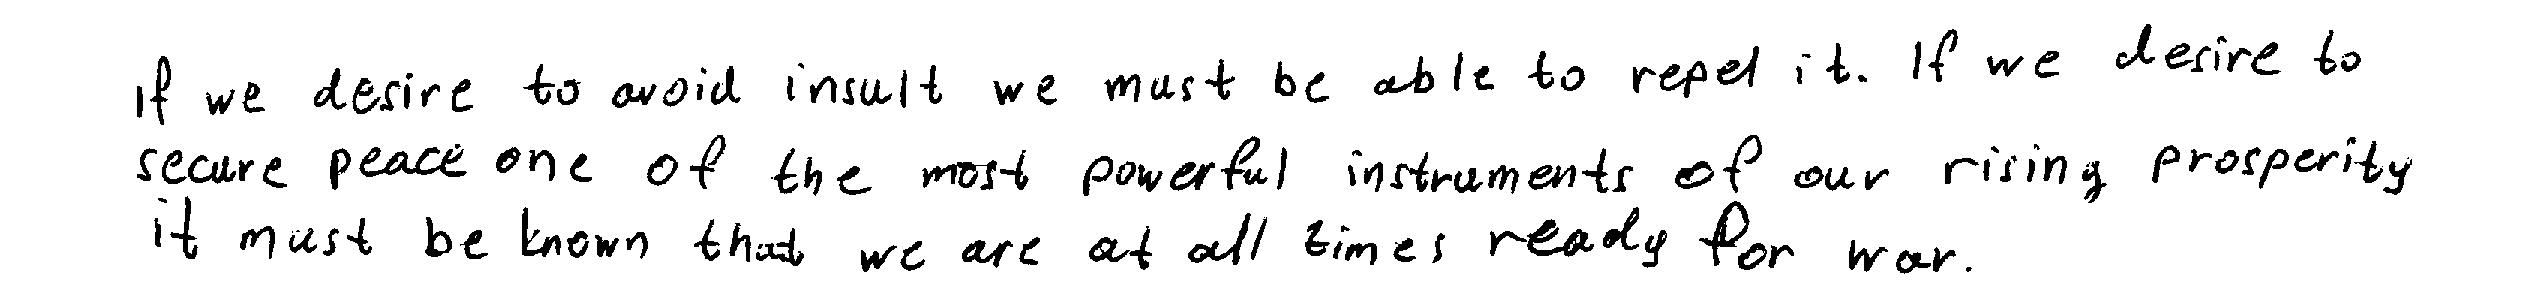 If we desire to avoid insult we must be able to repel it. If we desire to
secure peace one of the most powerful instruments of our rising prosperity
it must be known that we are at all times ready for war.